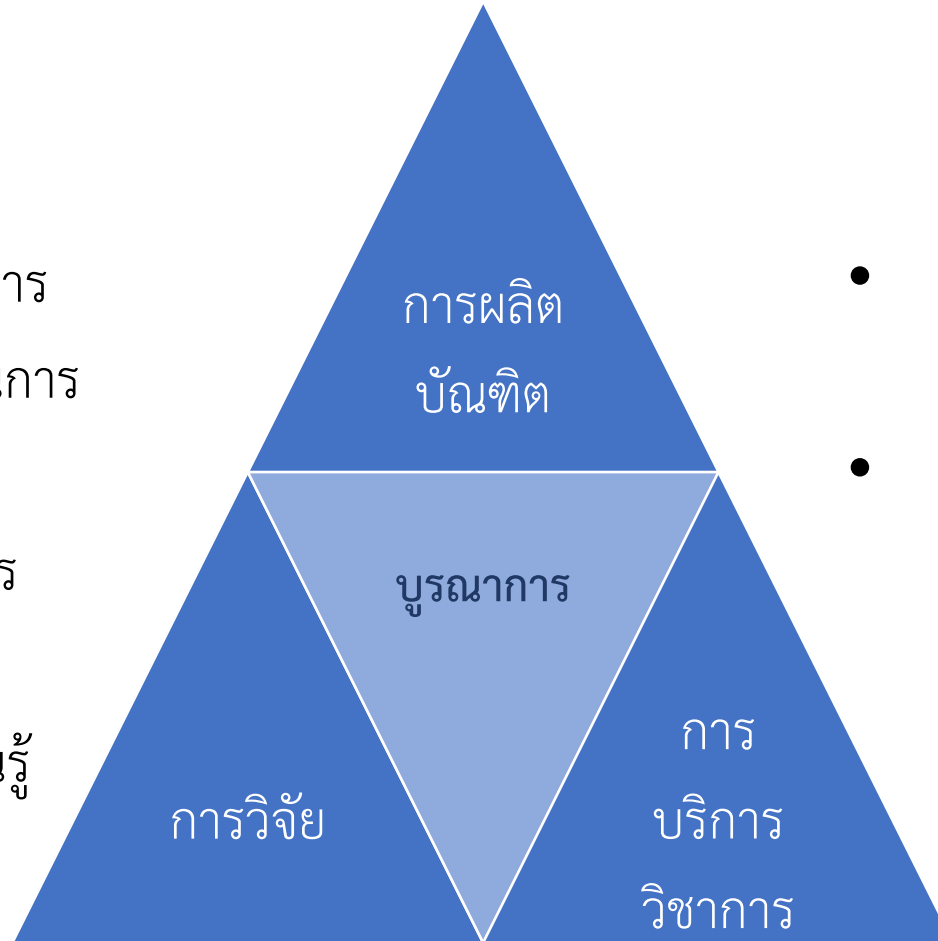 การผลิต
บัณฑิต
บูรณาการ
การวิจัย
การ
บริการ
วิชาการ